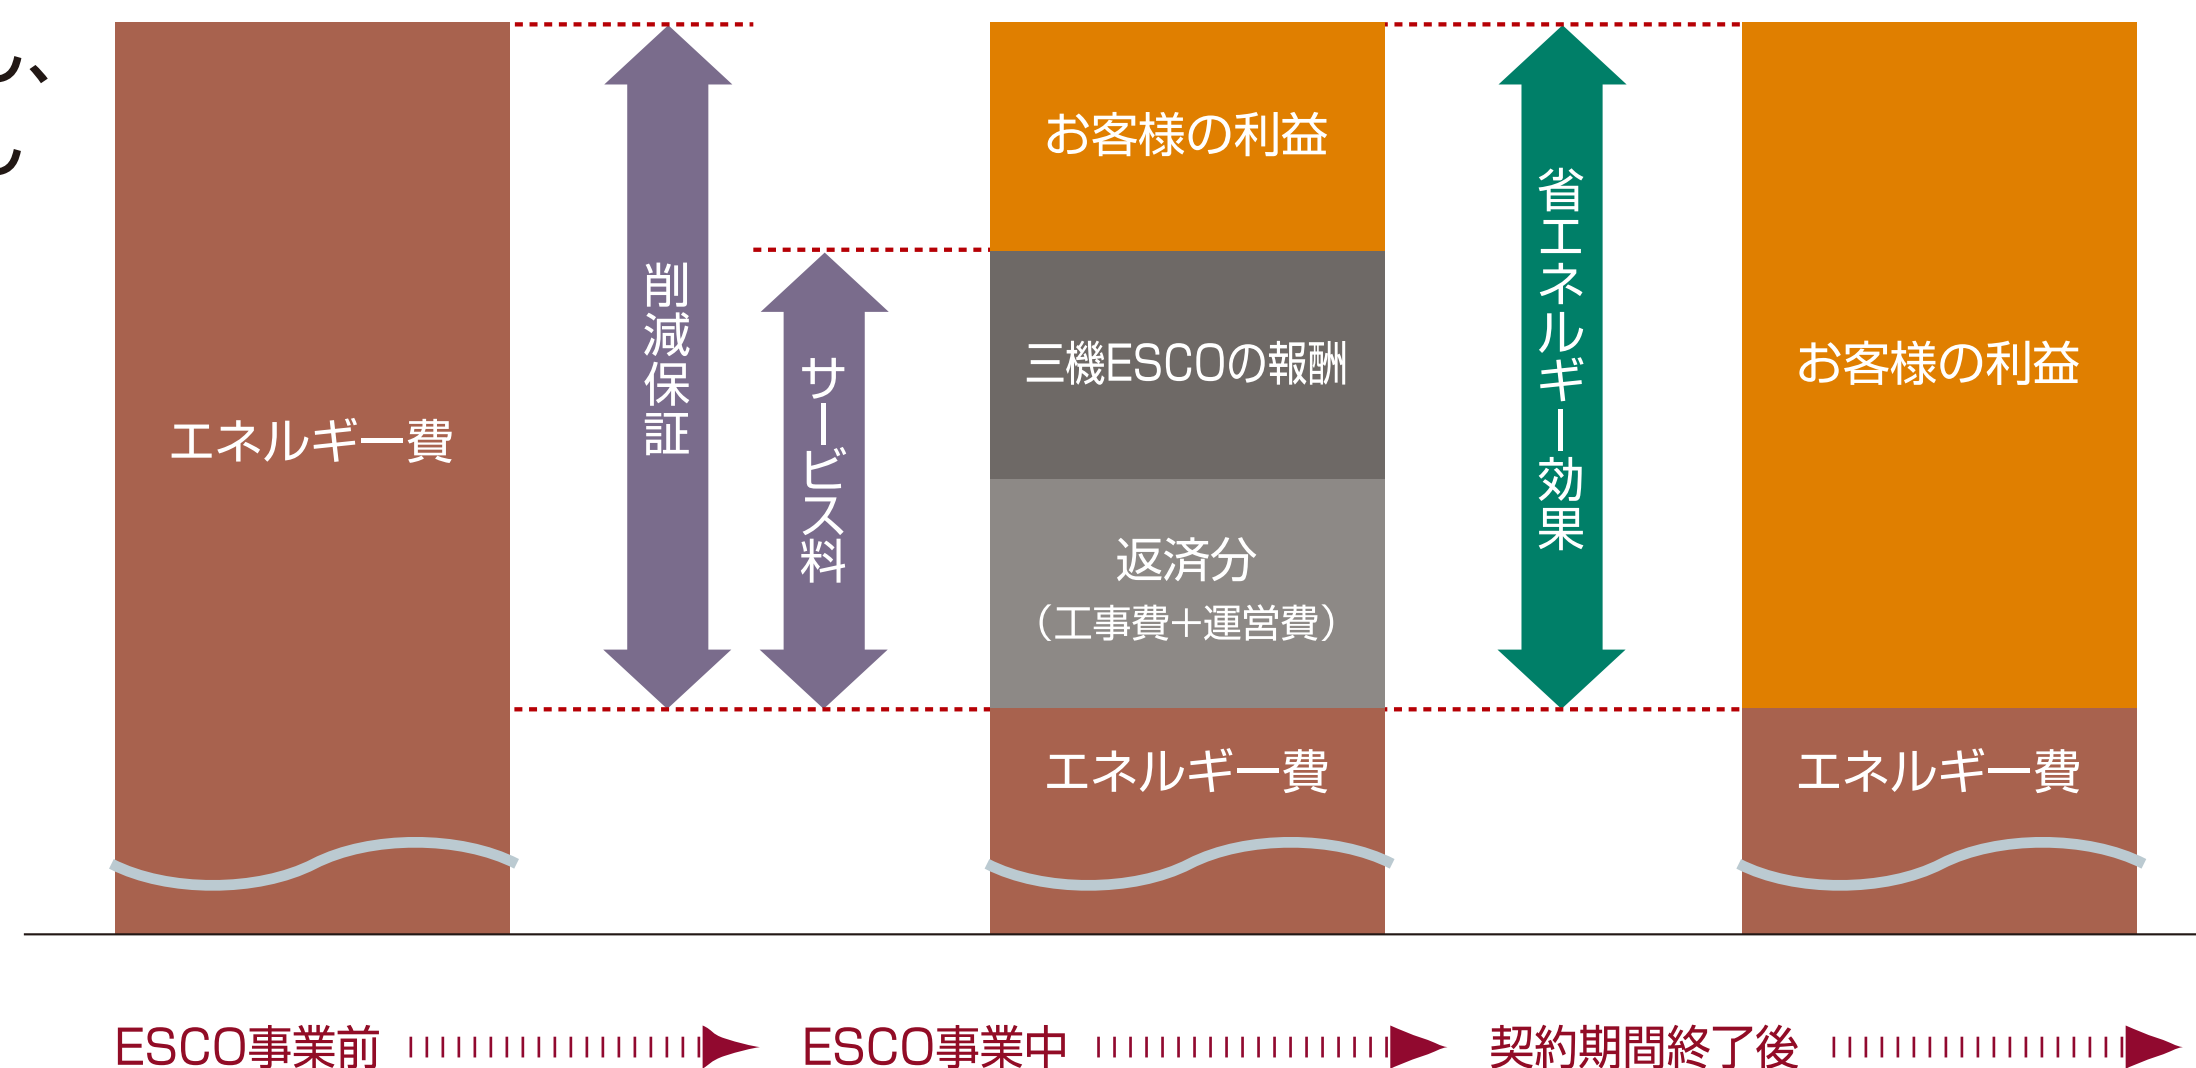 し、
し
エネルギー費
削減保証
サービス料
お客様の利益
三機ESCOの報酬
返済分
（工事費＋運営費）
エネルギー費
省エネルギー効果
お客様の利益
エネルギー費
ESCO事業前
ESCO事業中
契約期間終了後